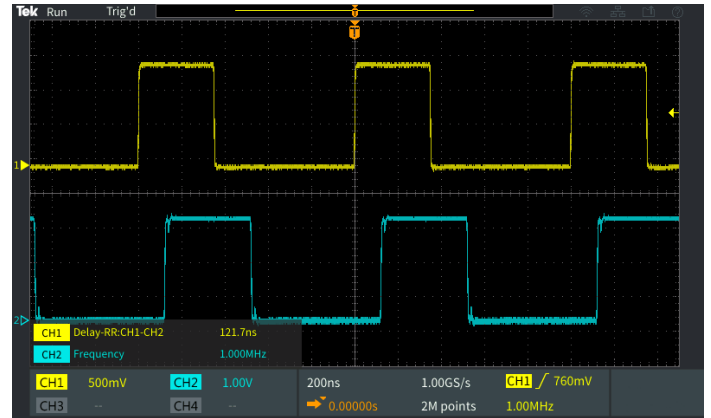 Tek Run Trig'd
T
1
2
CH1 Delay-RR:CH1-CH2 121.7ns
CH2 Frequency 1.000MHz
CH1 500mV CH2 1.00V 200ns 1.00GS/s CH1 760mV
CH3 -- CH4 -- 0.00000s 2M points 1.00MHz